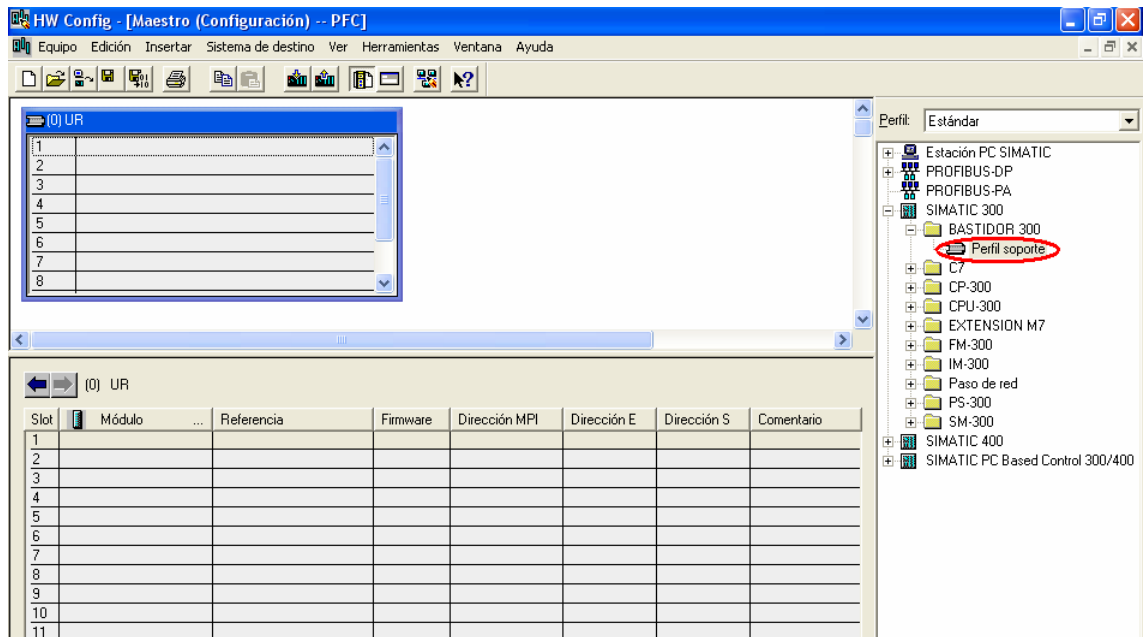 HW Config - [Maestro (Configuración) -- PFC]
Equipo Edición Insertar Sistema de destino Ver Herramientas Ventana Ayuda
(0) UR
1
2
3
4
5
6
7
8
(0) UR
Slot Módulo ... Referencia Firmware Dirección MPI Dirección E Dirección S Comentario
1
2
3
4
5
6
7
8
9
10
11
Perfil: Estándar
Estación PC SIMATIC
PROFIBUS-DP
PROFIBUS-PA
SIMATIC 300
BASTIDOR 300
Perfil soporte
C7
CP-300
CPU-300
EXTENSION M7
FM-300
IM-300
Paso de red
PS-300
SM-300
SIMATIC 400
SIMATIC PC Based Control 300/400